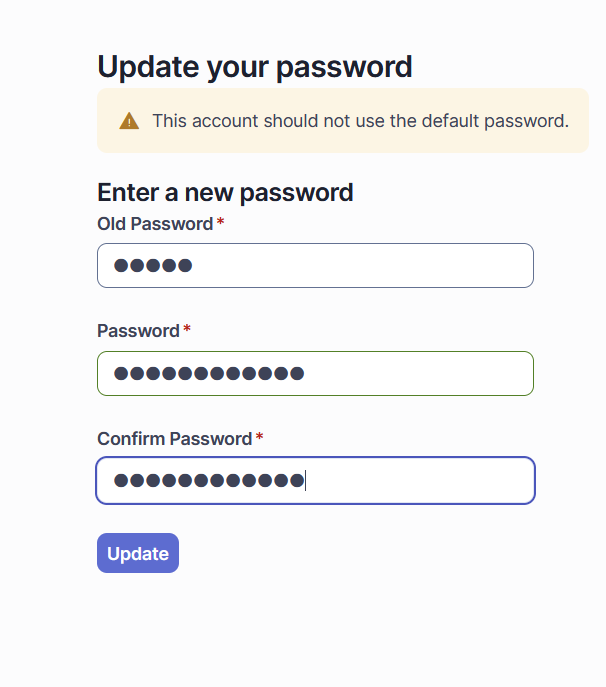 Update your password
This account should not use the default password.
Enter a new password
Old Password*
●●●●●
Password*
●●●●●●●●●●●●
Confirm Password*
●●●●●●●●●●●●
Update